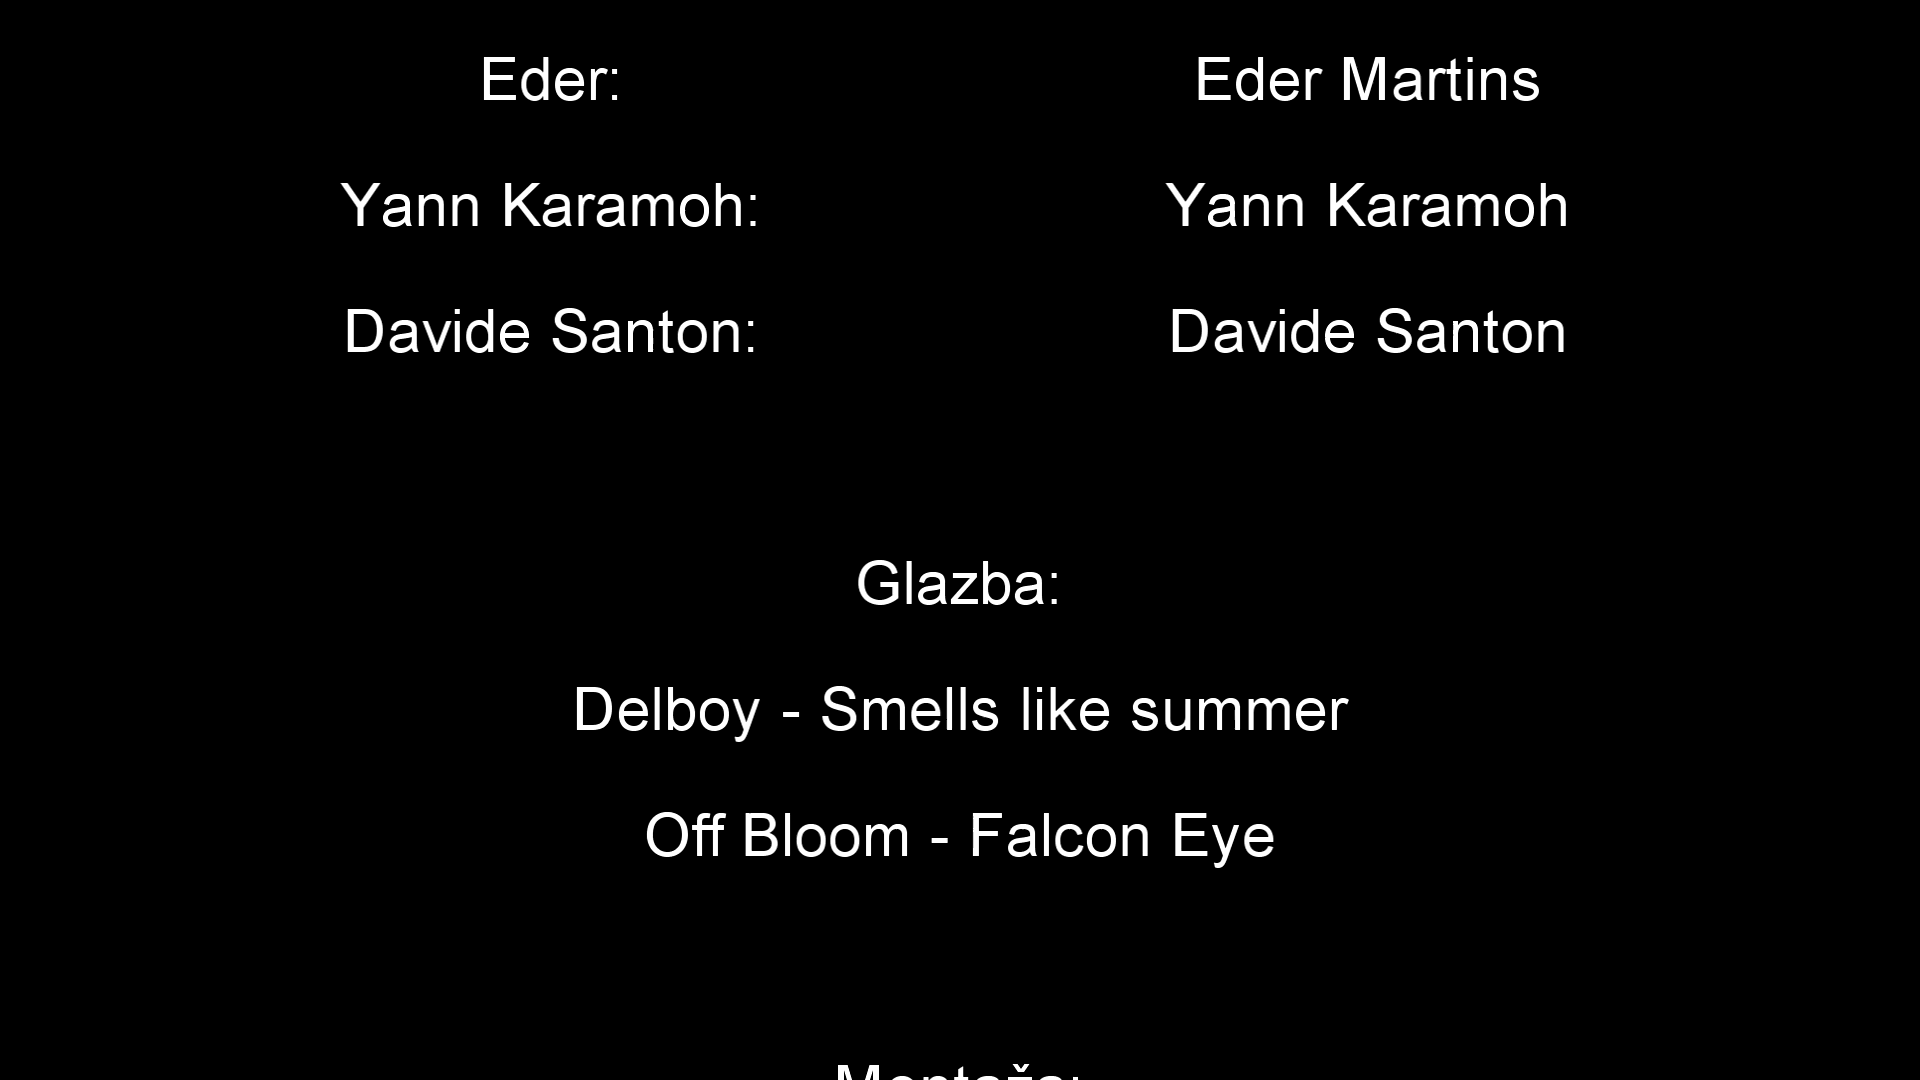 Eder: Eder Martins
Yann Karamoh: Yann Karamoh
Davide Santon: Davide Santon
Glazba:
Delboy - Smells like summer
Off Bloom - Falcon Eye
Montaža: